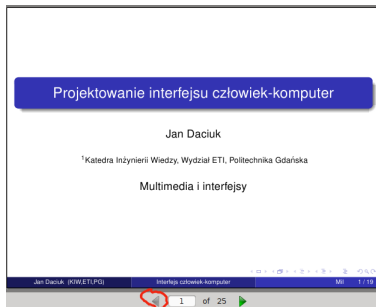 Projektowanie interfejsu człowiek-komputer
Jan Daciuk
¹Katedra Inżynierii Wiedzy, Wydział ETI, Politechnika Gdańska
Multimedia i interfejsy
Jan Daciuk (KIW,ETI,PG) Interfejs człowiek-komputer MiI 1 / 19
1 of 25